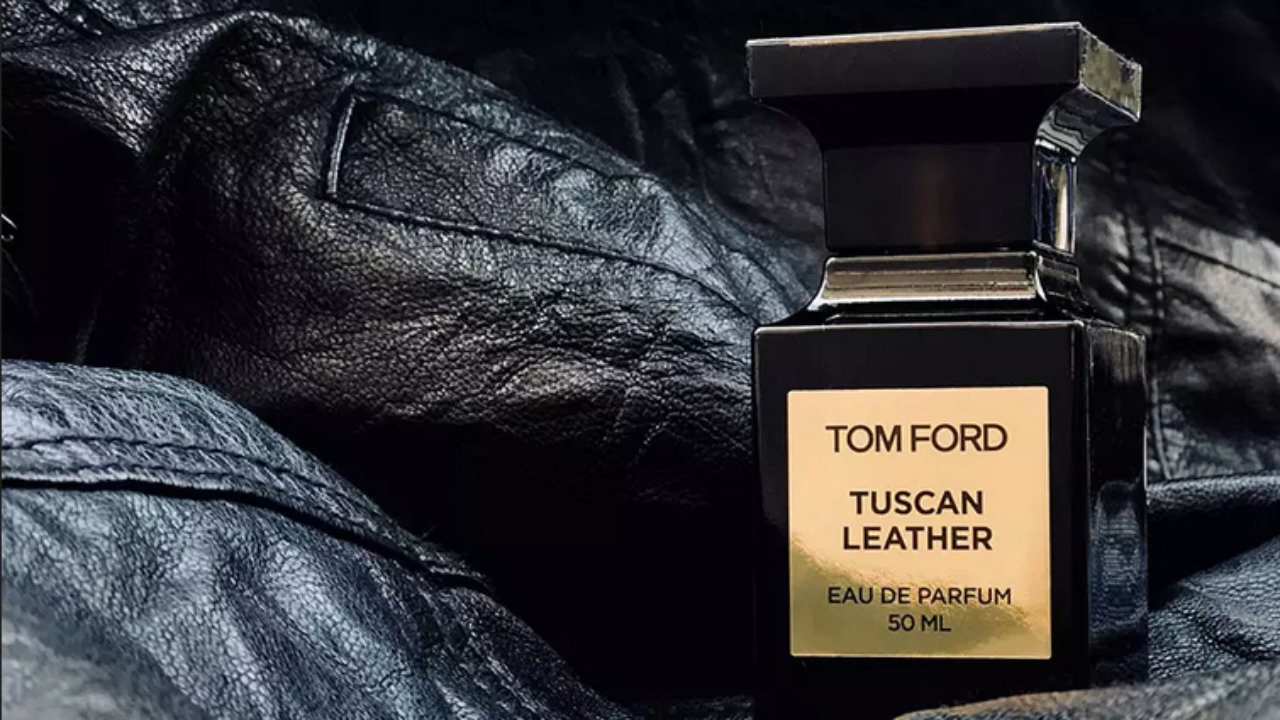 TOM FORD
TUSCAN
LEATHER
EAU DE PARFUM
50 ML